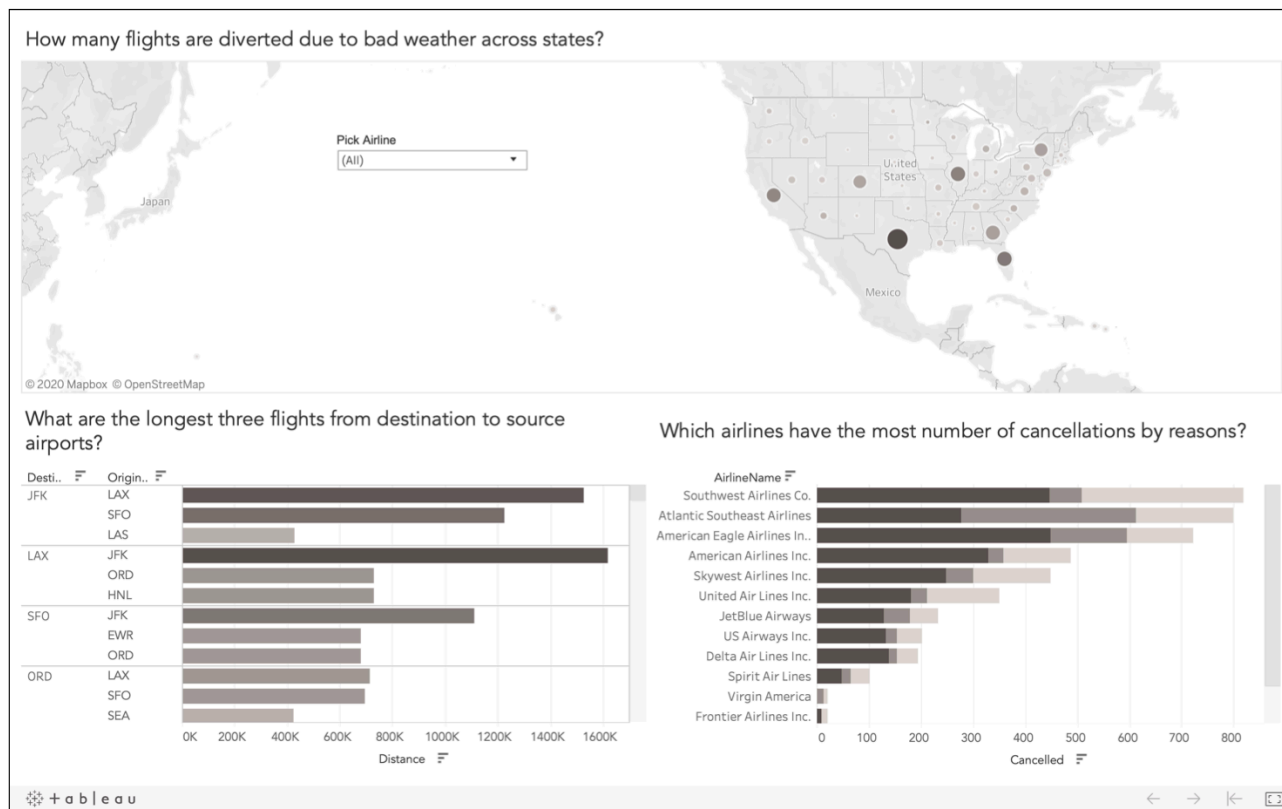 How many flights are diverted due to bad weather across states?
Pick Airline
(All)
Japan
United
States
Mexico
© 2020 Mapbox © OpenStreetMap
What are the longest three flights from destination to source
airports?
Desti.. Origin..
JFK LAX
SFO
LAS
LAX JFK
ORD
HNL
SFO JFK
EWR
ORD
ORD LAX
SFO
SEA
0K 200K 400K 600K 800K 1000K 1200K 1400K 1600K
Distance
Which airlines have the most number of cancellations by reasons?
AirlineName
Southwest Airlines Co.
Atlantic Southeast Airlines
American Eagle Airlines In..
American Airlines Inc.
Skywest Airlines Inc.
United Air Lines Inc.
JetBlue Airways
US Airways Inc.
Delta Air Lines Inc.
Spirit Air Lines
Virgin America
Frontier Airlines Inc.
0 100 200 300 400 500 600 700 800
Cancelled
+ableau